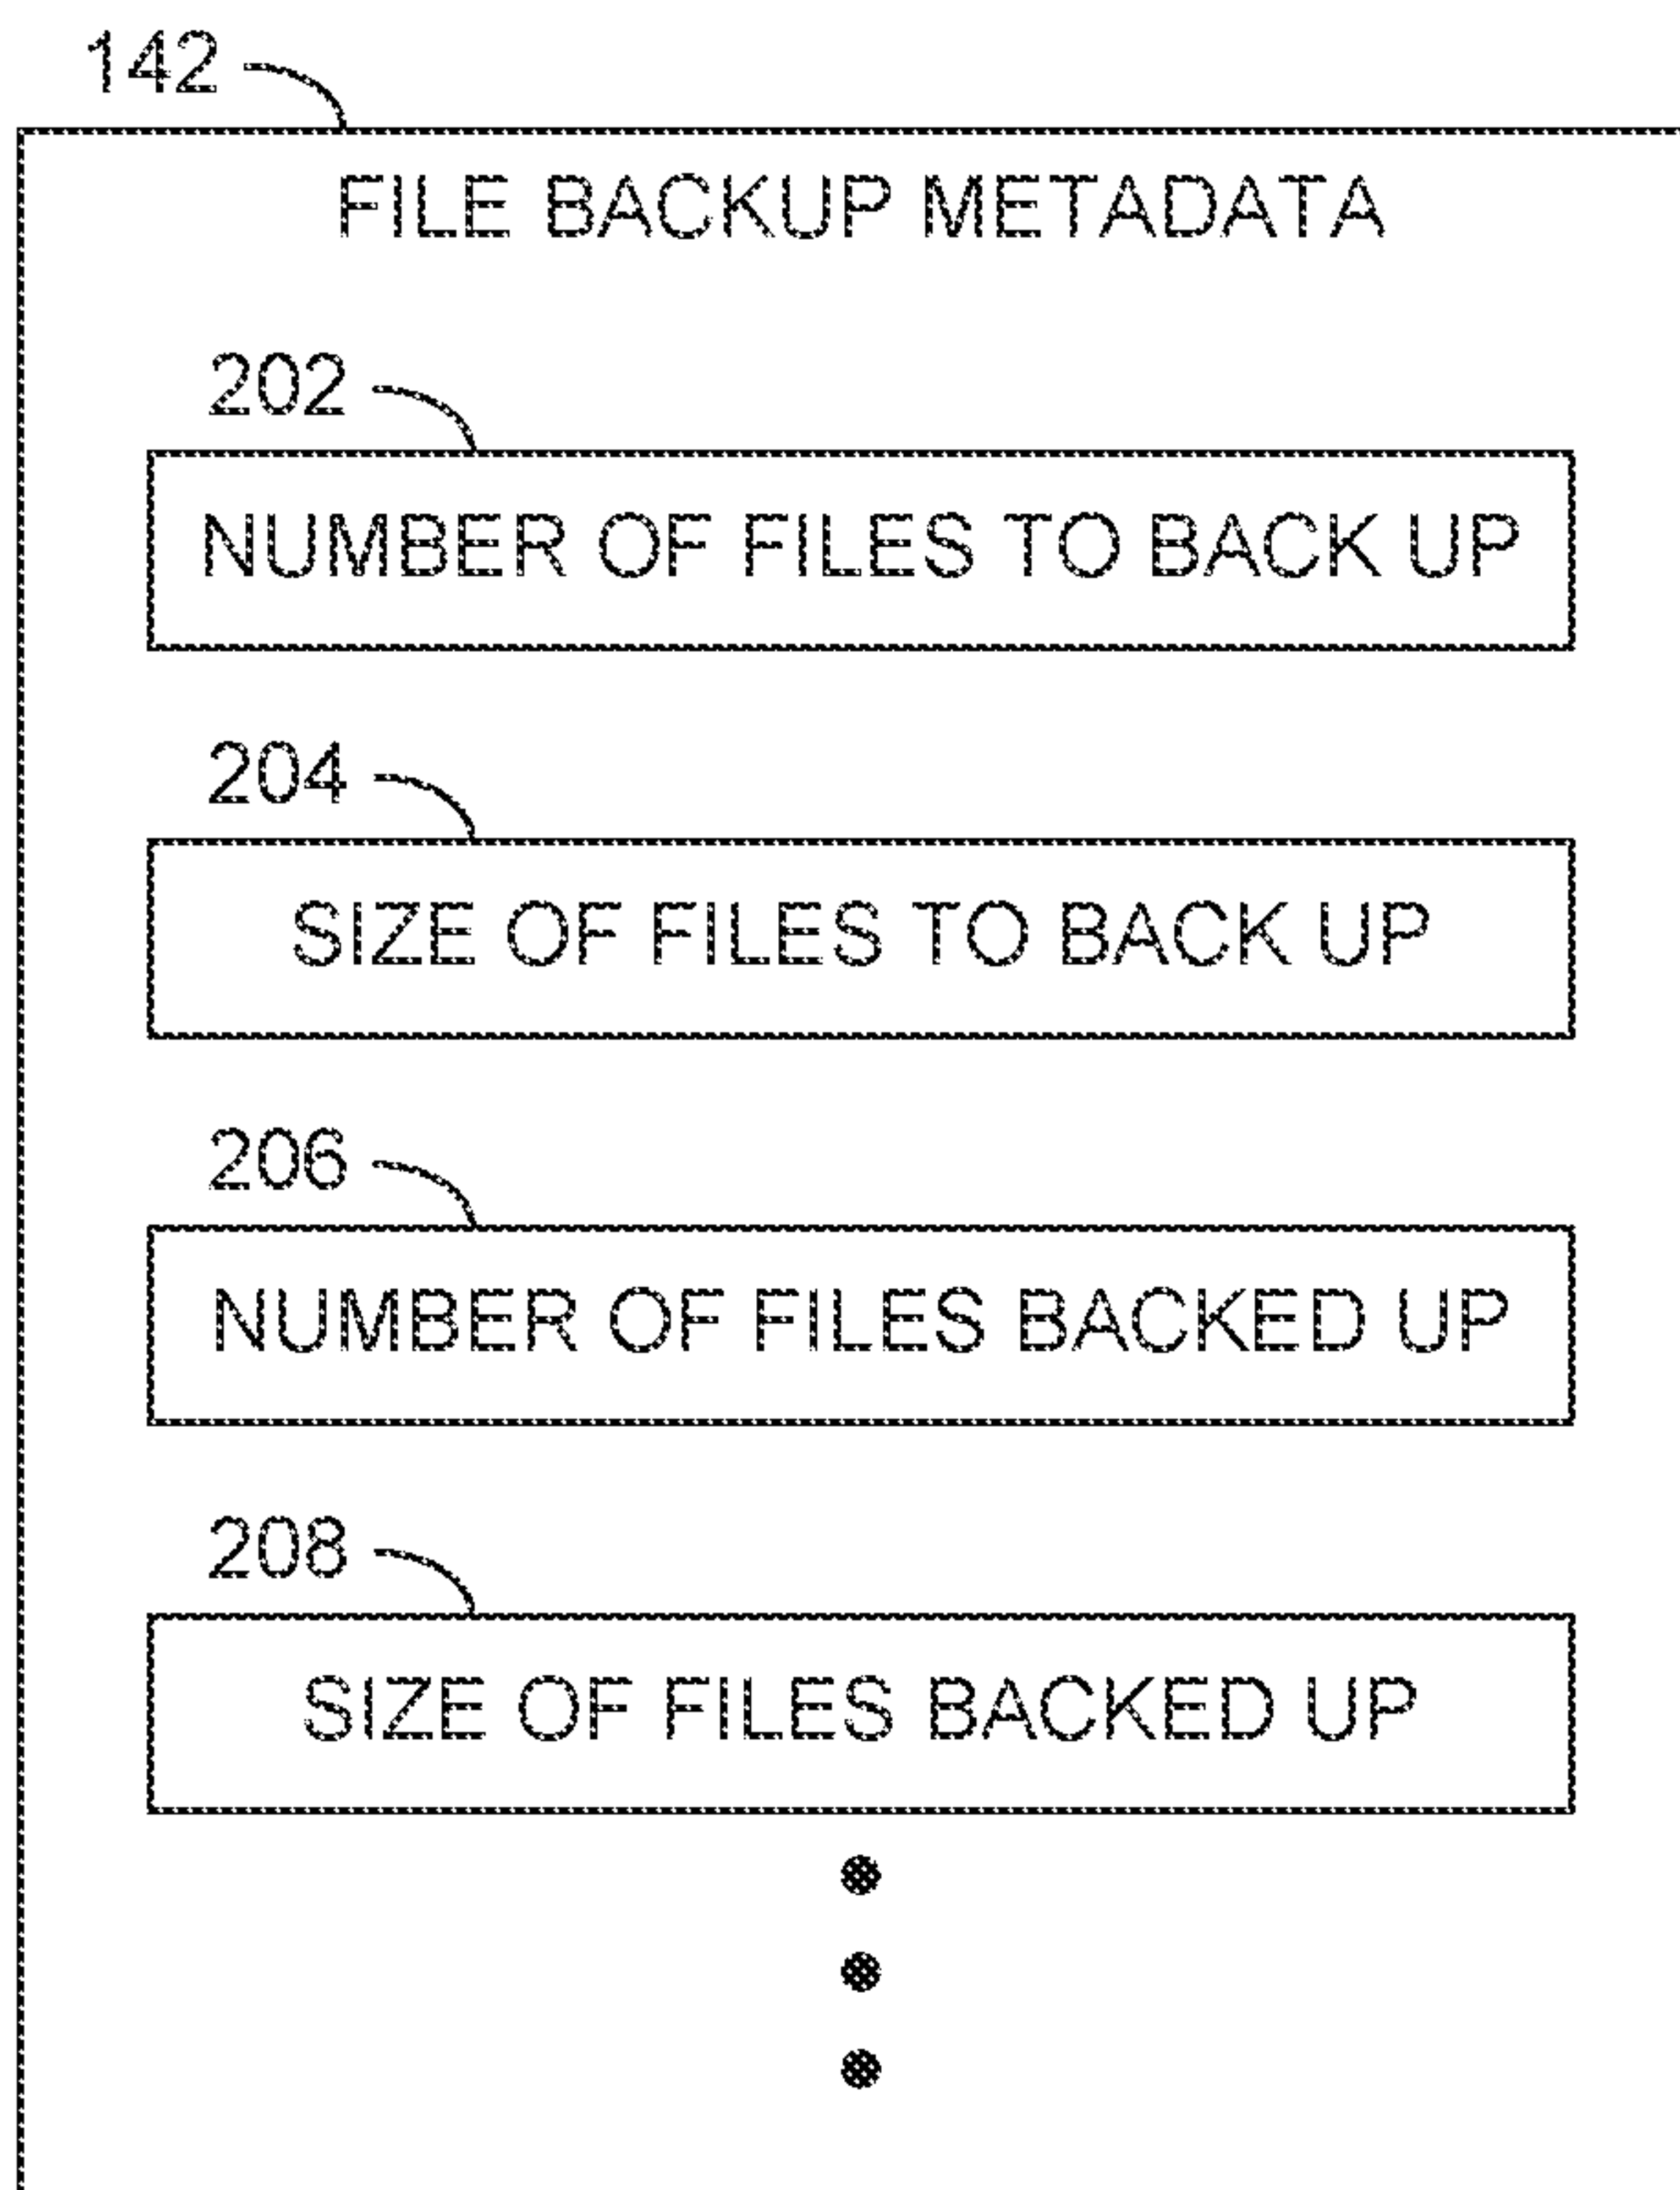 142
FILE BACKUP METADATA
202
NUMBER OF FILES TO BACK UP
204
SIZE OF FILES TO BACK UP
206
NUMBER OF FILES BACKED UP
208
SIZE OF FILES BACKED UP